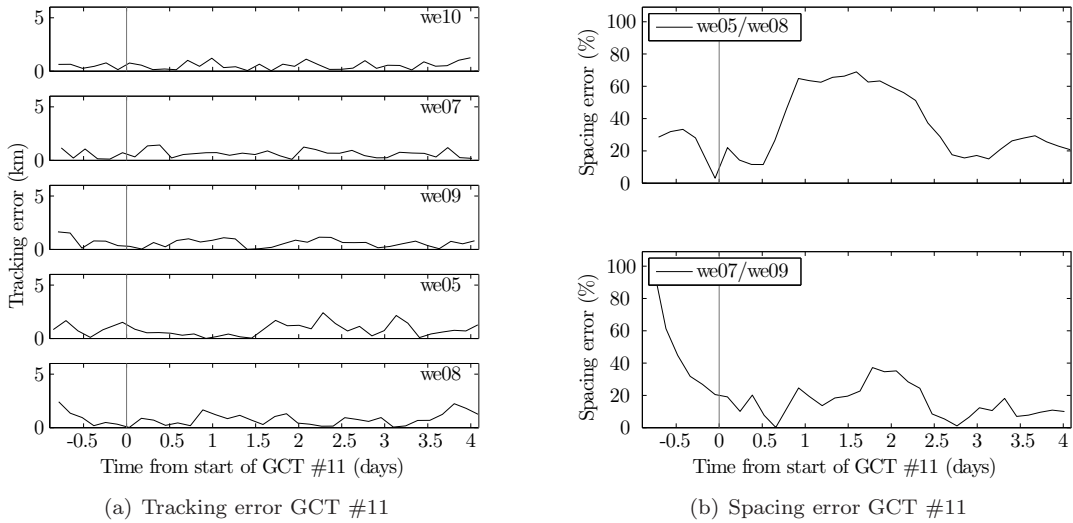 we10
5
0
we07
5
0
we09
5
0
we05
5
0
we08
5
0
Tracking error (km)
-0.5 0 0.5 1 1.5 2 2.5 3 3.5 4
Time from start of GCT #11 (days)
(a) Tracking error GCT #11
we05/we08
100
80
60
40
20
0
Spacing error (%)
we07/we09
100
80
60
40
20
0
Spacing error (%)
-0.5 0 0.5 1 1.5 2 2.5 3 3.5 4
Time from start of GCT #11 (days)
(b) Spacing error GCT #11